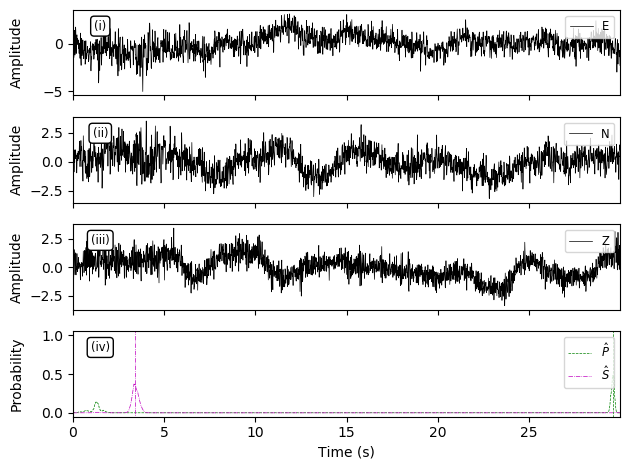 Amplitude
(i)
E
0
−5
Amplitude
(ii)
N
2.5
0.0
−2.5
Amplitude
(iii)
Z
2.5
0.0
−2.5
Probability
(iv)
P̂
Ŝ
1.0
0.5
0.0
0 5 10 15 20 25
Time (s)